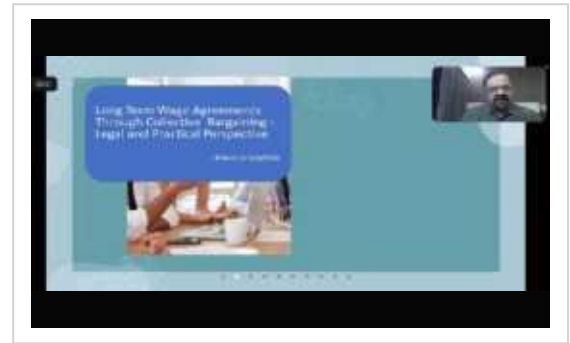 Long Term Wage Agreements
Through Collective Bargaining -
Legal and Practical Perspective